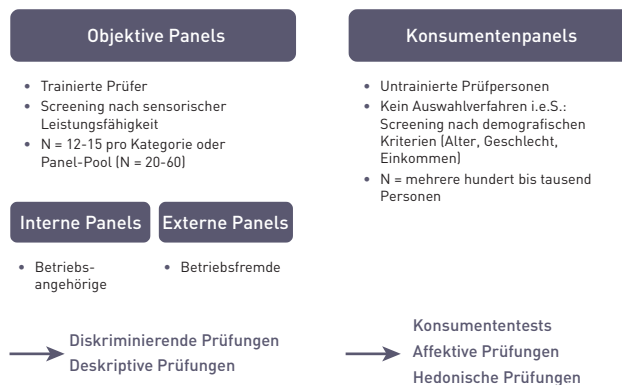 Objektive Panels
• Trainierte Prüfer
• Screening nach sensorischer
Leistungsfähigkeit
• N = 12-15 pro Kategorie oder
Panel-Pool (N = 20-60)
Interne Panels
• Betriebs-
angehörige
Externe Panels
• Betriebsfremde
Diskriminierende Prüfungen
Deskriptive Prüfungen
Konsumentenpanels
• Untrainierte Prüfpersonen
• Kein Auswahlverfahren i.e.S.:
Screening nach demografischen
Kriterien (Alter, Geschlecht,
Einkommen)
• N = mehrere hundert bis tausend
Personen
Konsumententests
Affektive Prüfungen
Hedonische Prüfungen